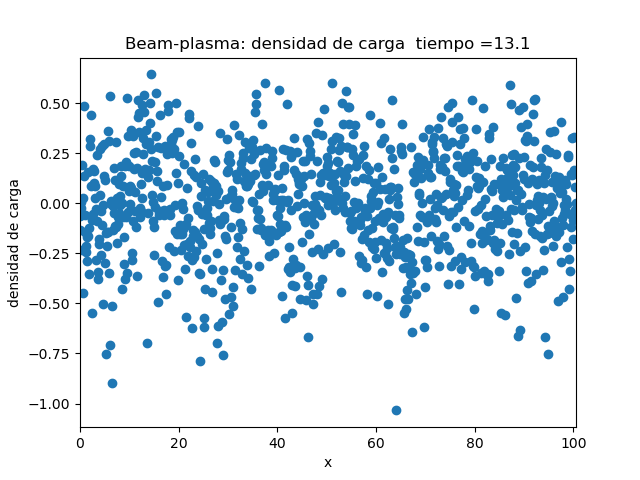 Beam-plasma: densidad de carga  tiempo =13.1
densidad de carga
0.50
0.25
0.00
−0.25
−0.50
−0.75
−1.00
0 20 40 60 80 100
x